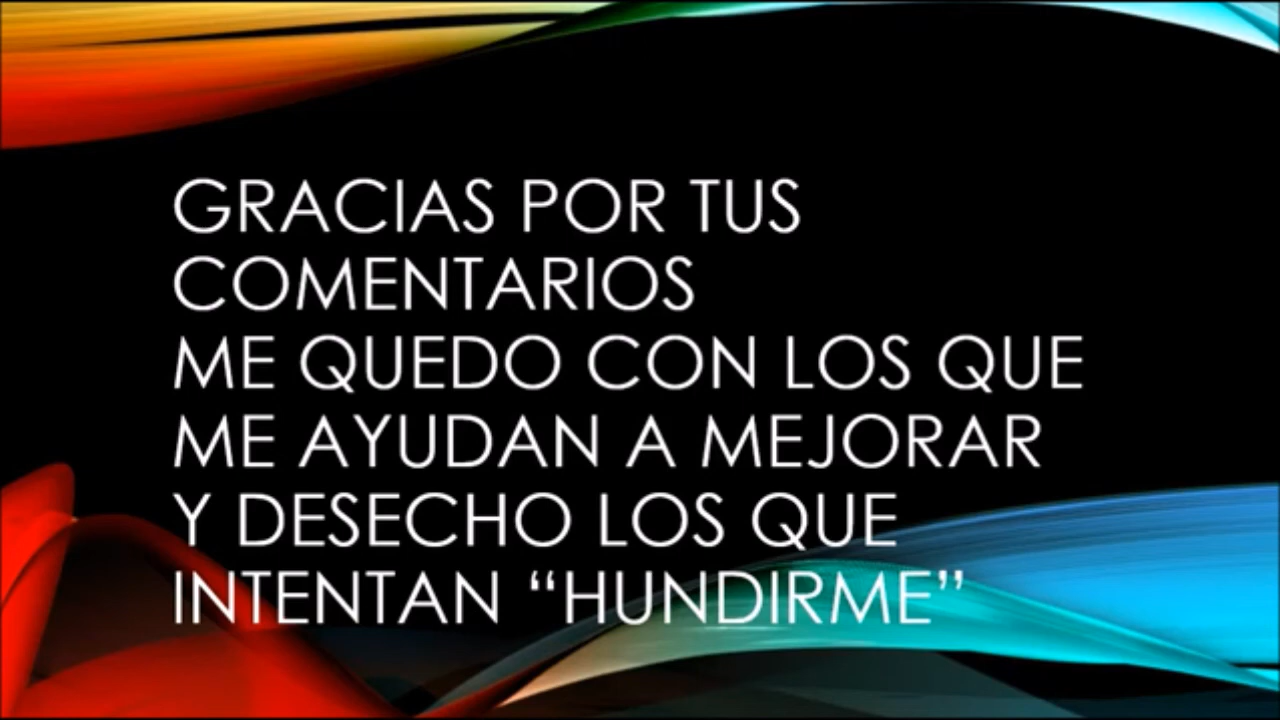 GRACIAS POR TUS
COMENTARIOS
ME QUEDO CON LOS QUE
ME AYUDAN A MEJORAR
Y DESECHO LOS QUE
INTENTAN “HUNDIRME”